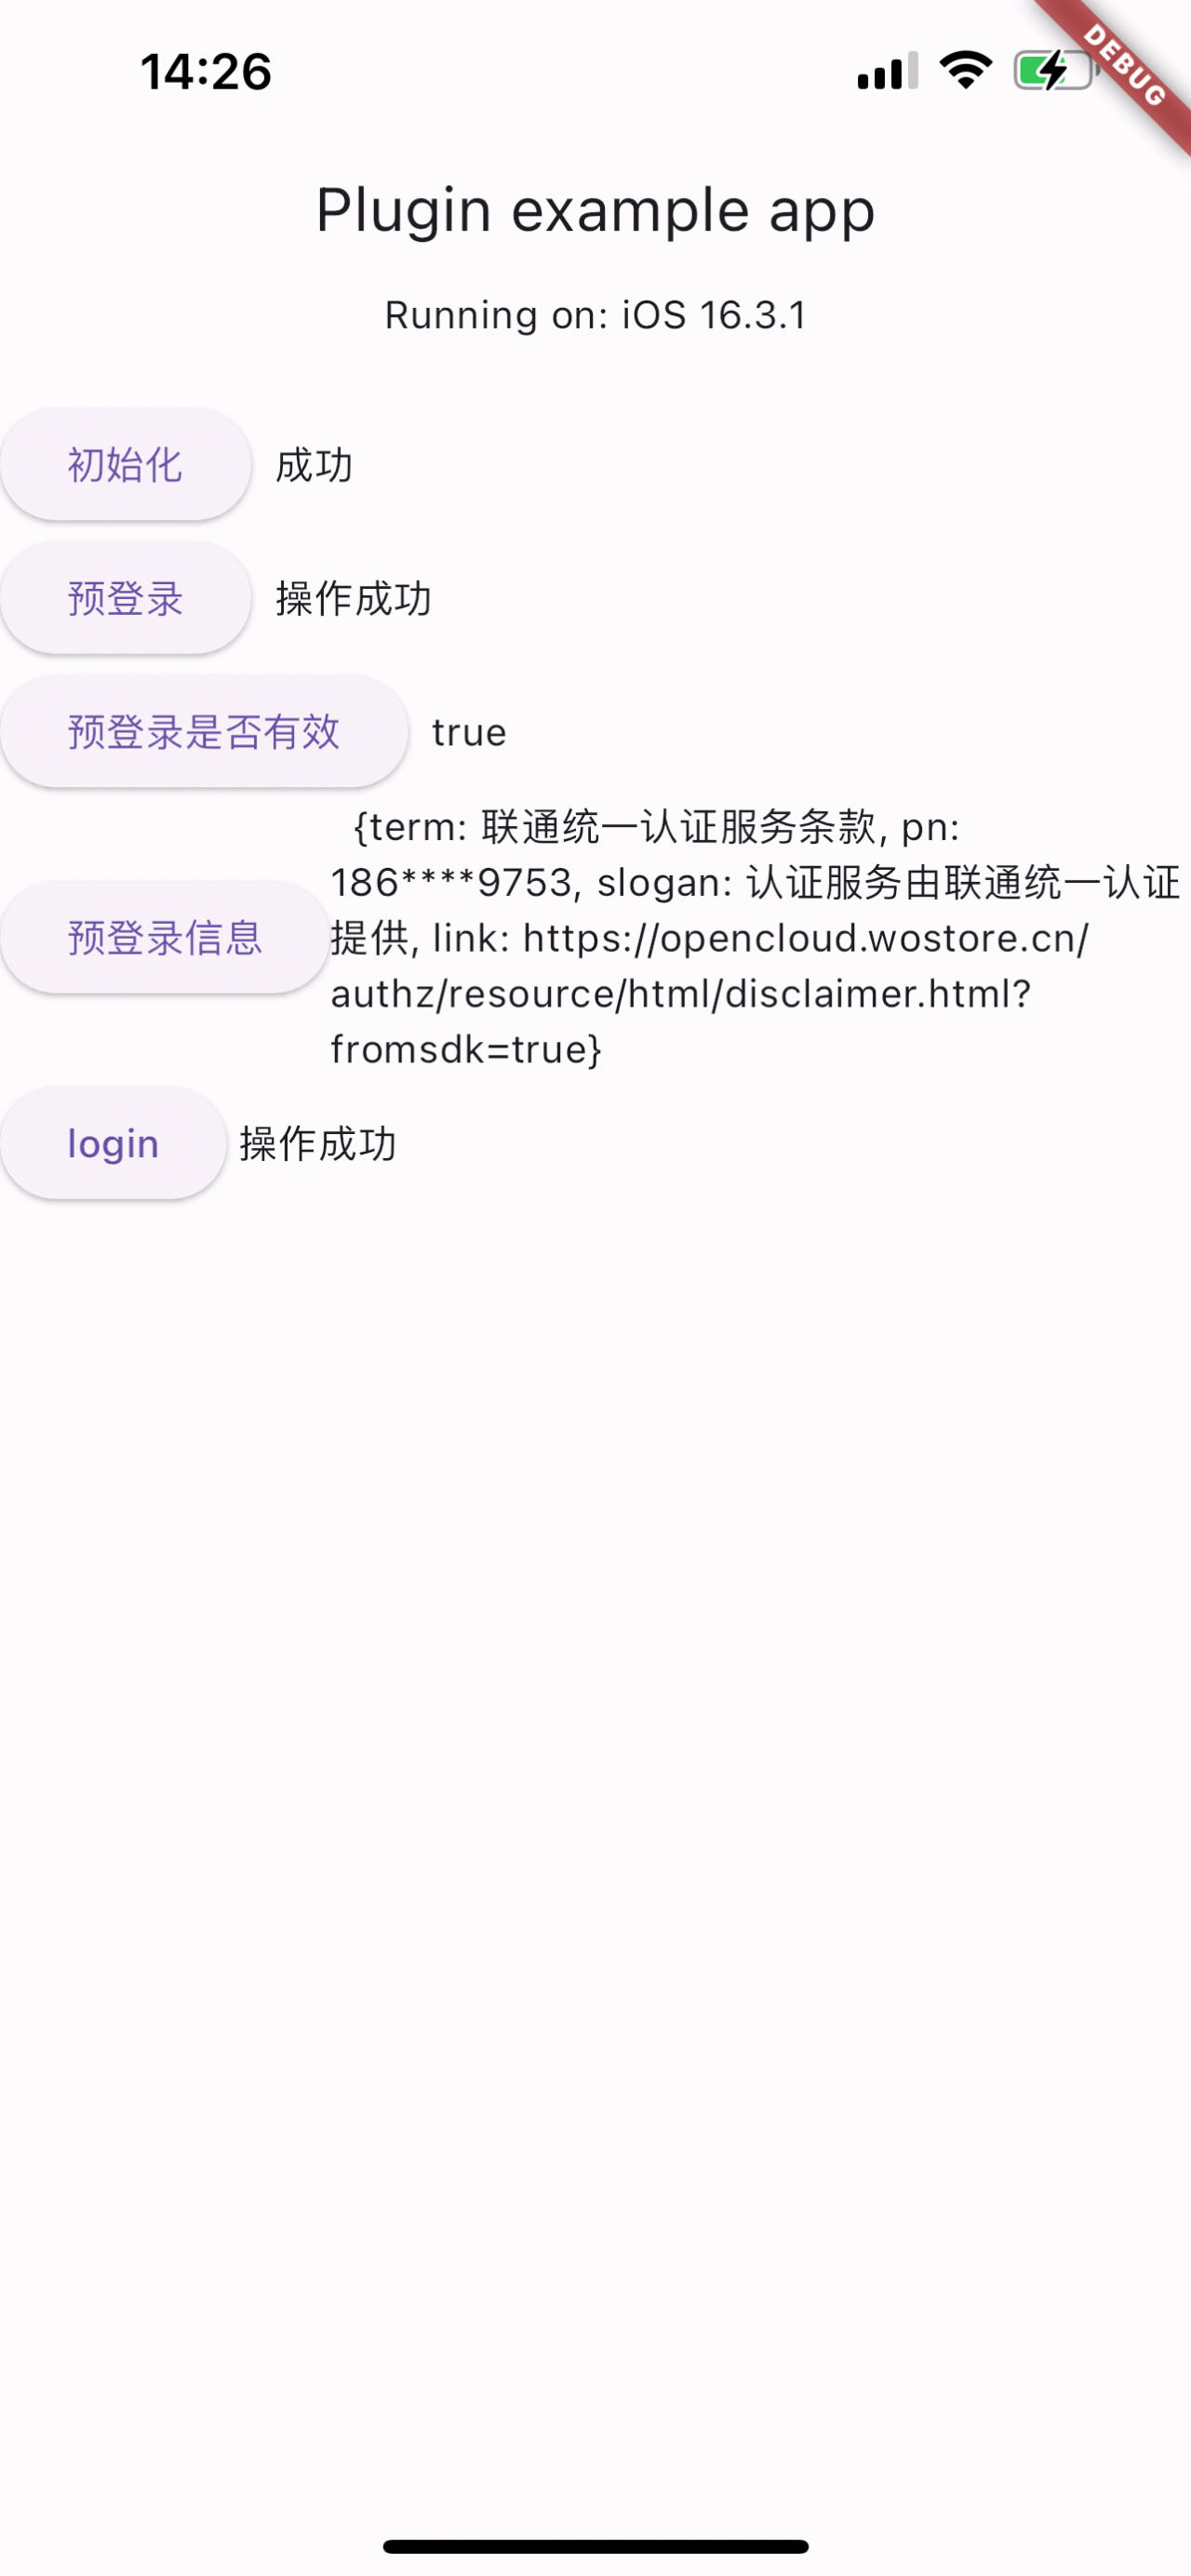 14:26
DEBUG
Plugin example app
Running on: iOS 16.3.1
初始化 成功
预登录 操作成功
预登录是否有效 true
{term: 联通统一认证服务条款, pn:
186****9753, slogan: 认证服务由联通统一认证
预登录信息 提供, link: https://opencloud.wostore.cn/
authz/resource/html/disclaimer.html?
fromsdk=true}
login 操作成功